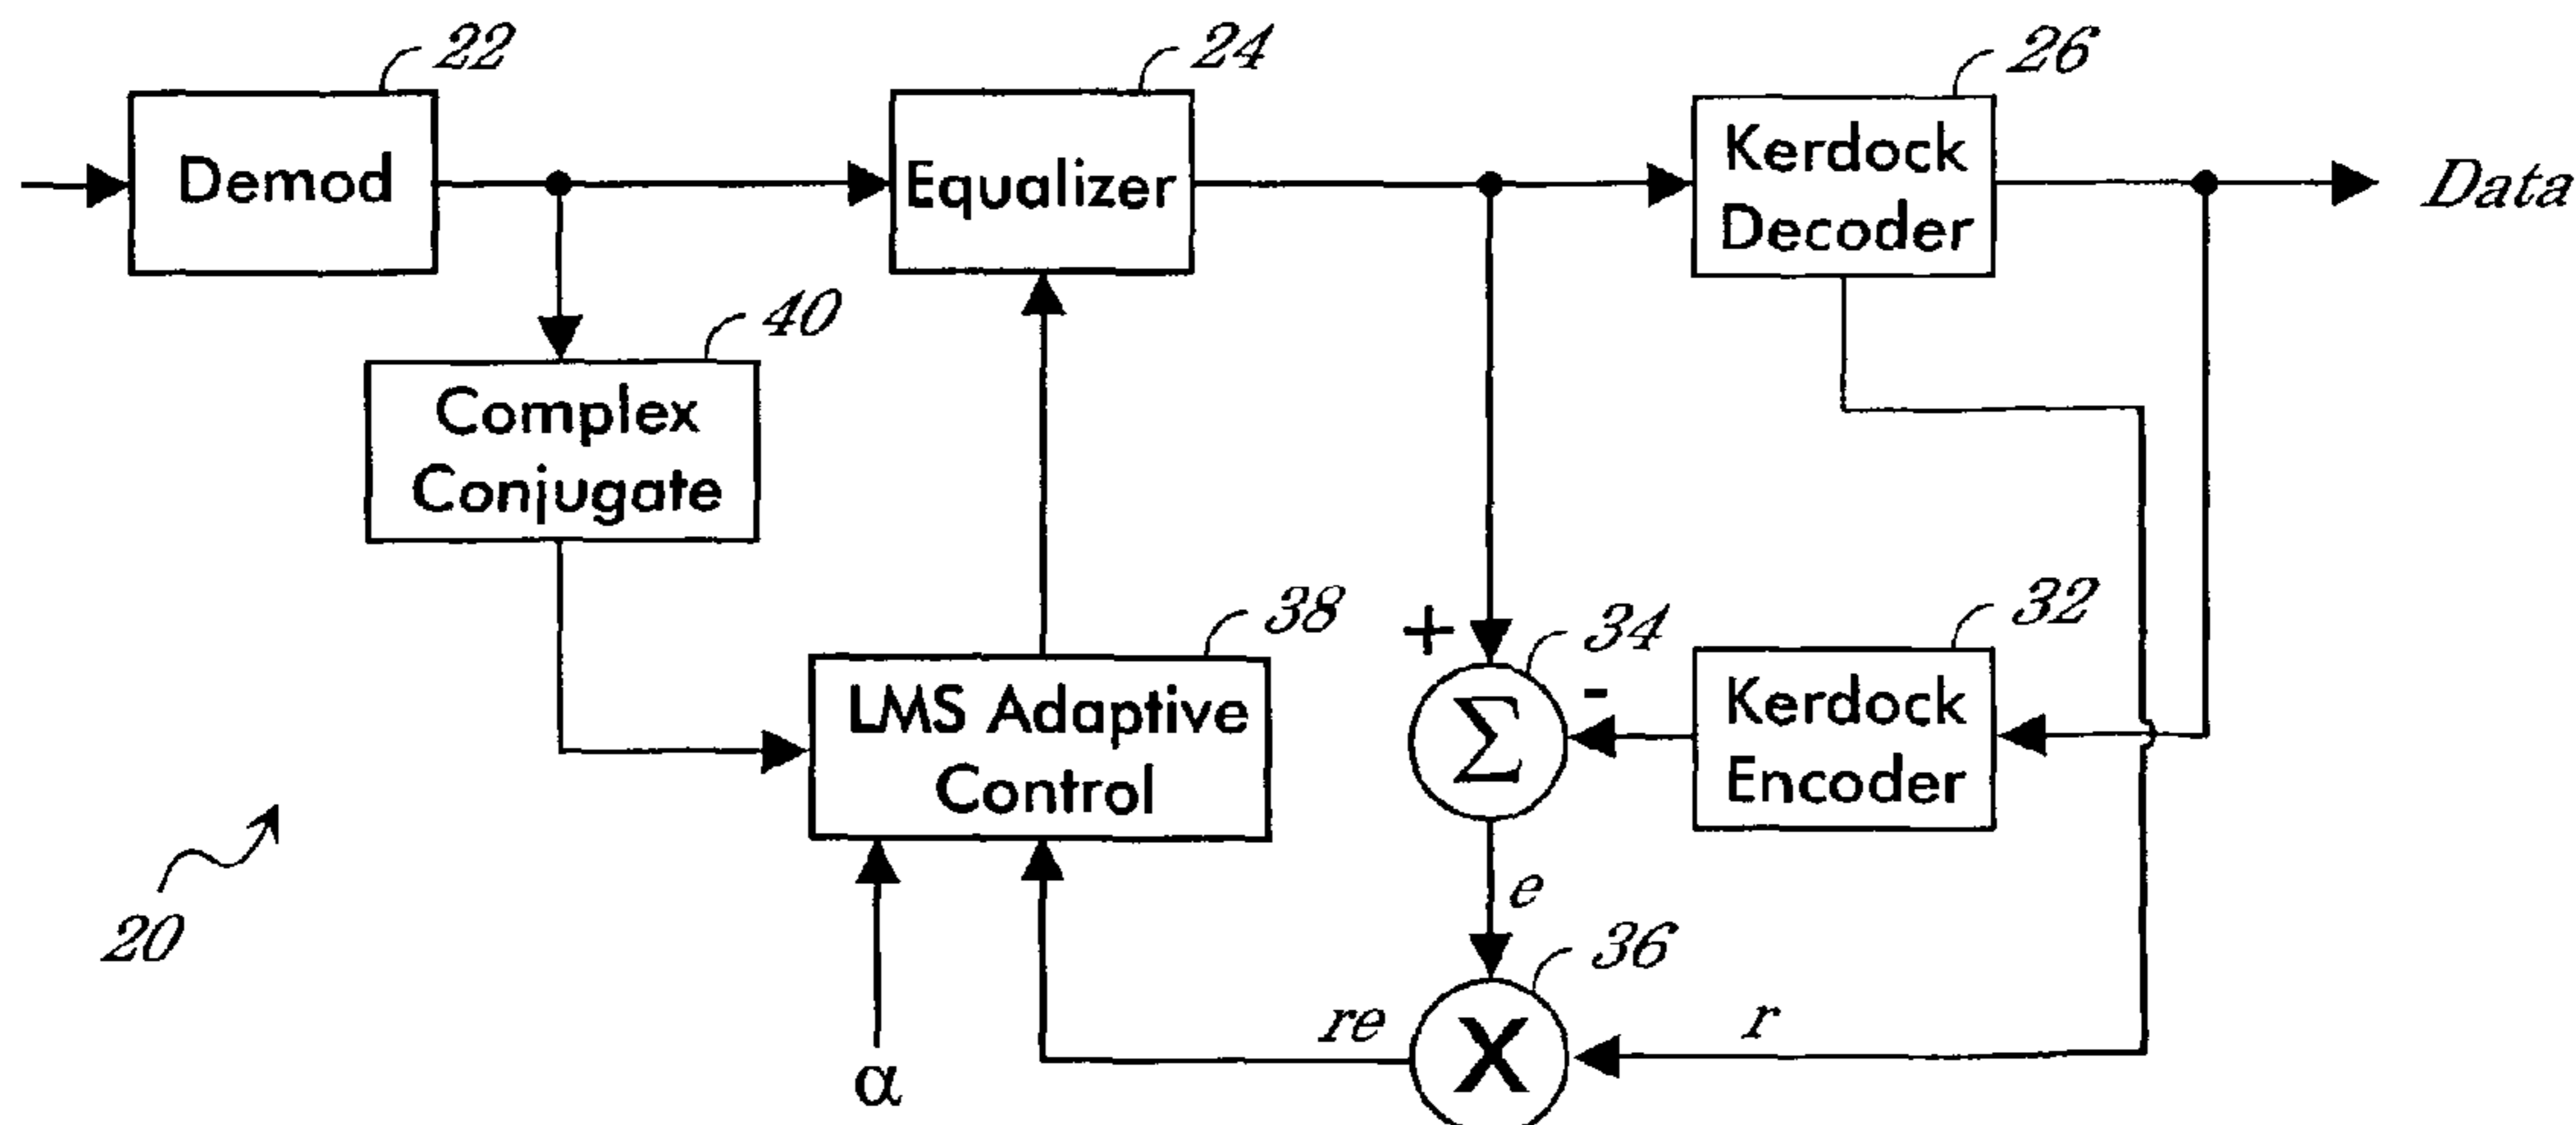 22
24
26
Demod
Equalizer
Kerdock
Decoder
Data
40
Complex
Conjugate
38
LMS Adaptive
Control
+
34
-
Σ
32
Kerdock
Encoder
20
e
36
α
re
X
r